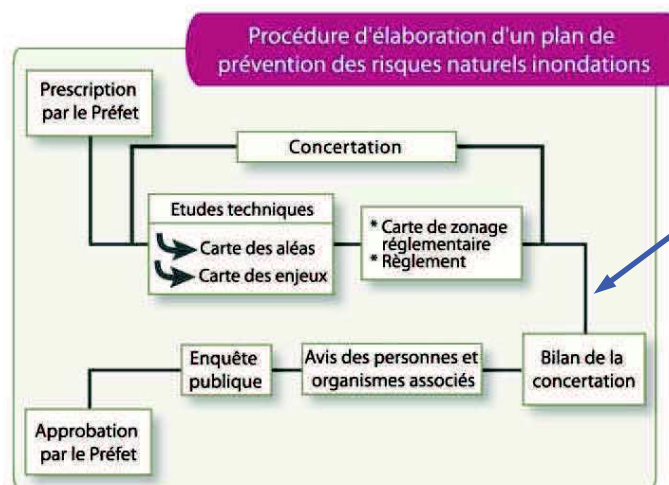 Procédure d'élaboration d'un plan de
prévention des risques naturels inondations
Prescription
par le Préfet
Concertation
Etudes techniques
Carte des aléas
Carte des enjeux
* Carte de zonage
réglementaire
* Règlement
Bilan de la
concertation
Avis des personnes et
organismes associés
Enquête
publique
Approbation
par le Préfet